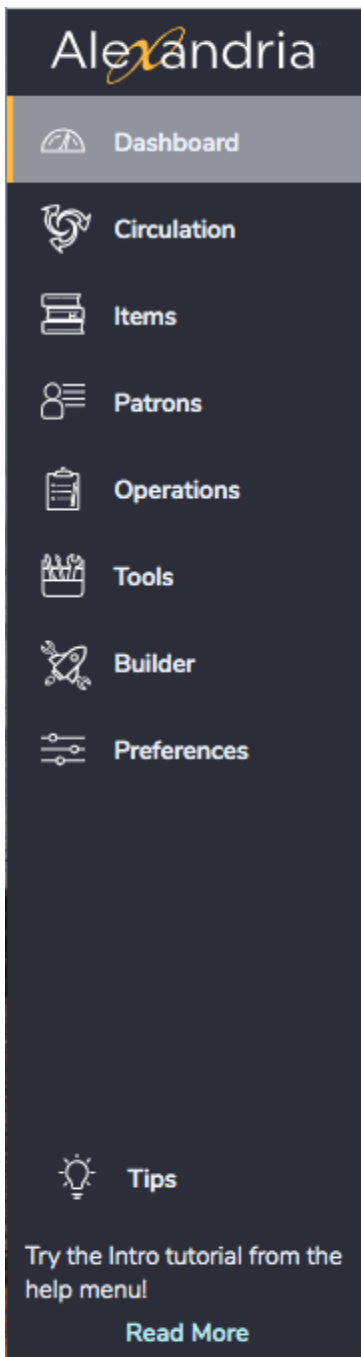 Alexandria
Dashboard
Circulation
Items
Patrons
Operations
Tools
Builder
Preferences
Tips
Try the Intro tutorial from the
help menu!
Read More